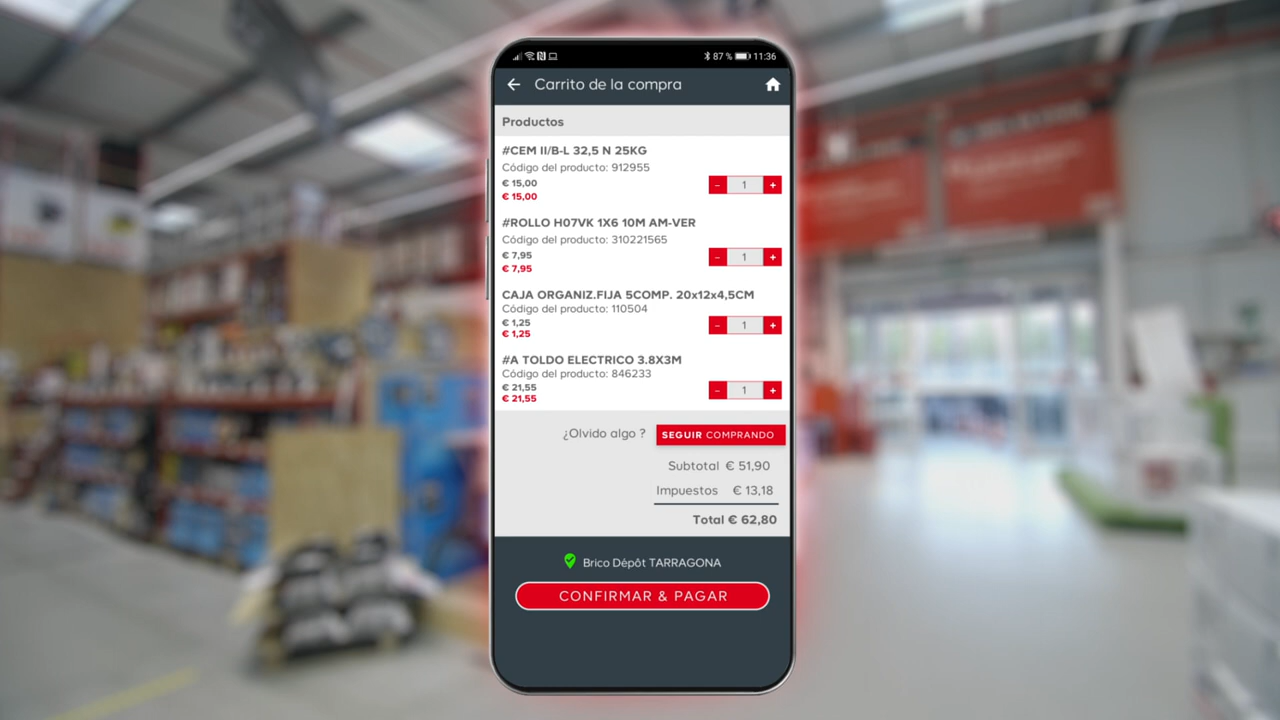 87 % 11:36
Carrito de la compra
Productos
#CEM II/B-L 32,5 N 25KG
Código del producto: 912955
€ 15,00
€ 15,00
- 1 +
#ROLLO H07VK 1X6 10M AM-VER
Código del producto: 310221565
€ 7,95
€ 7,95
- 1 +
CAJA ORGANIZ.FIJA 5COMP. 20x12x4,5CM
Código del producto: 110504
€ 1,25
€ 1,25
- 1 +
#A TOLDO ELECTRICO 3.8X3M
Código del producto: 846233
€ 21,55
€ 21,55
- 1 +
¿Olvido algo ? SEGUIR COMPRANDO
Subtotal € 51,90
Impuestos € 13,18
Total € 62,80
Brico Dépôt TARRAGONA
CONFIRMAR & PAGAR